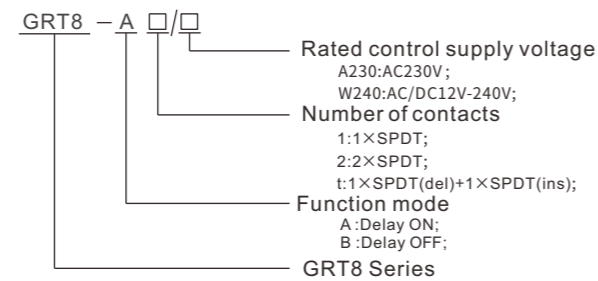 GRT8 – A □/□
Rated control supply voltage
A230:AC230V;
W240:AC/DC12V-240V;
Number of contacts
1:1×SPDT;
2:2×SPDT;
t:1×SPDT(del)+1×SPDT(ins);
Function mode
A :Delay ON;
B :Delay OFF;
GRT8 Series